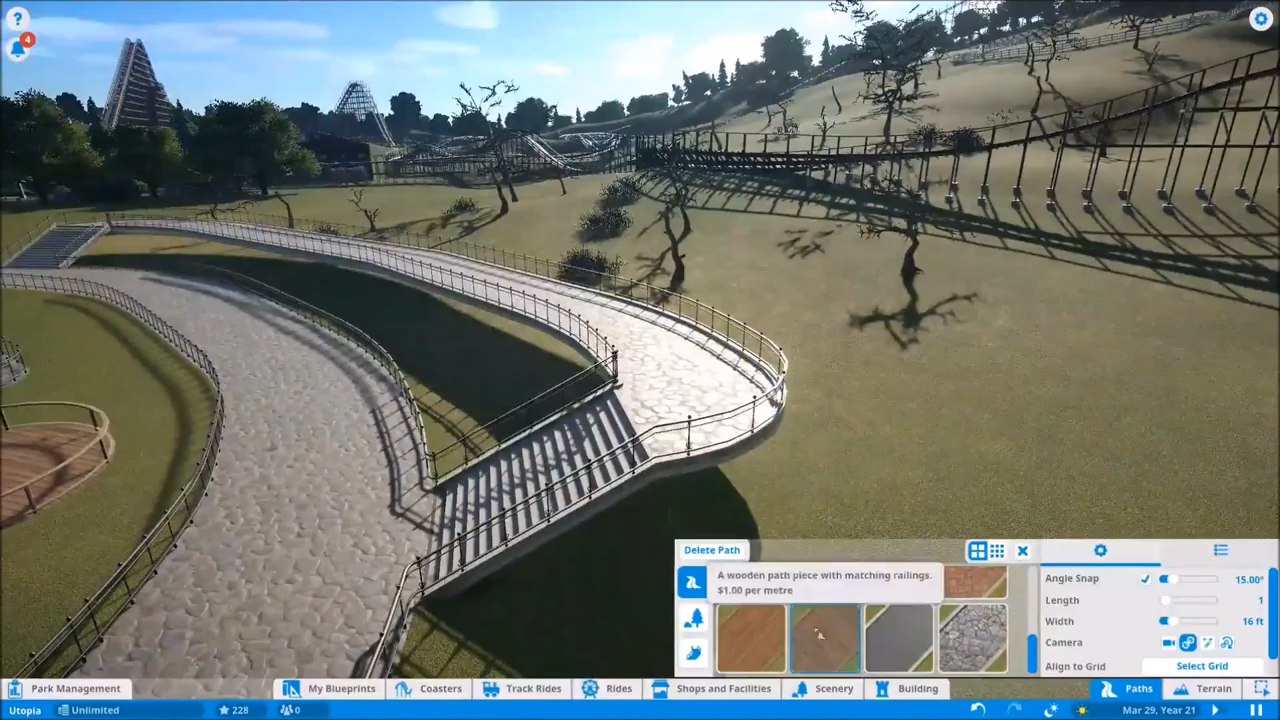 ?
4
Delete Path
A wooden path piece with matching railings.
$1.00 per metre
Angle Snap 15.00°
Length 1
Width 16 ft
Camera
Align to Grid Select Grid
Park Management My Blueprints Coasters Track Rides Rides Shops and Facilities Scenery Building Paths Terrain
Utopia Unlimited 228 0 Mar 29, Year 21